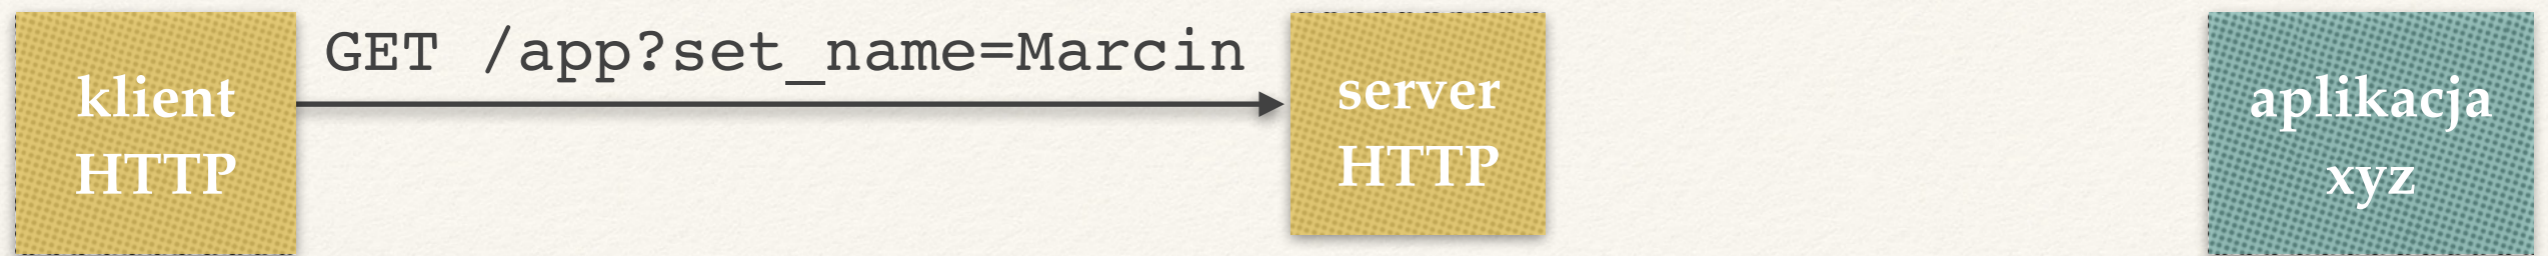 klient
HTTP
GET /app?set_name=Marcin
server
HTTP
aplikacja
xyz